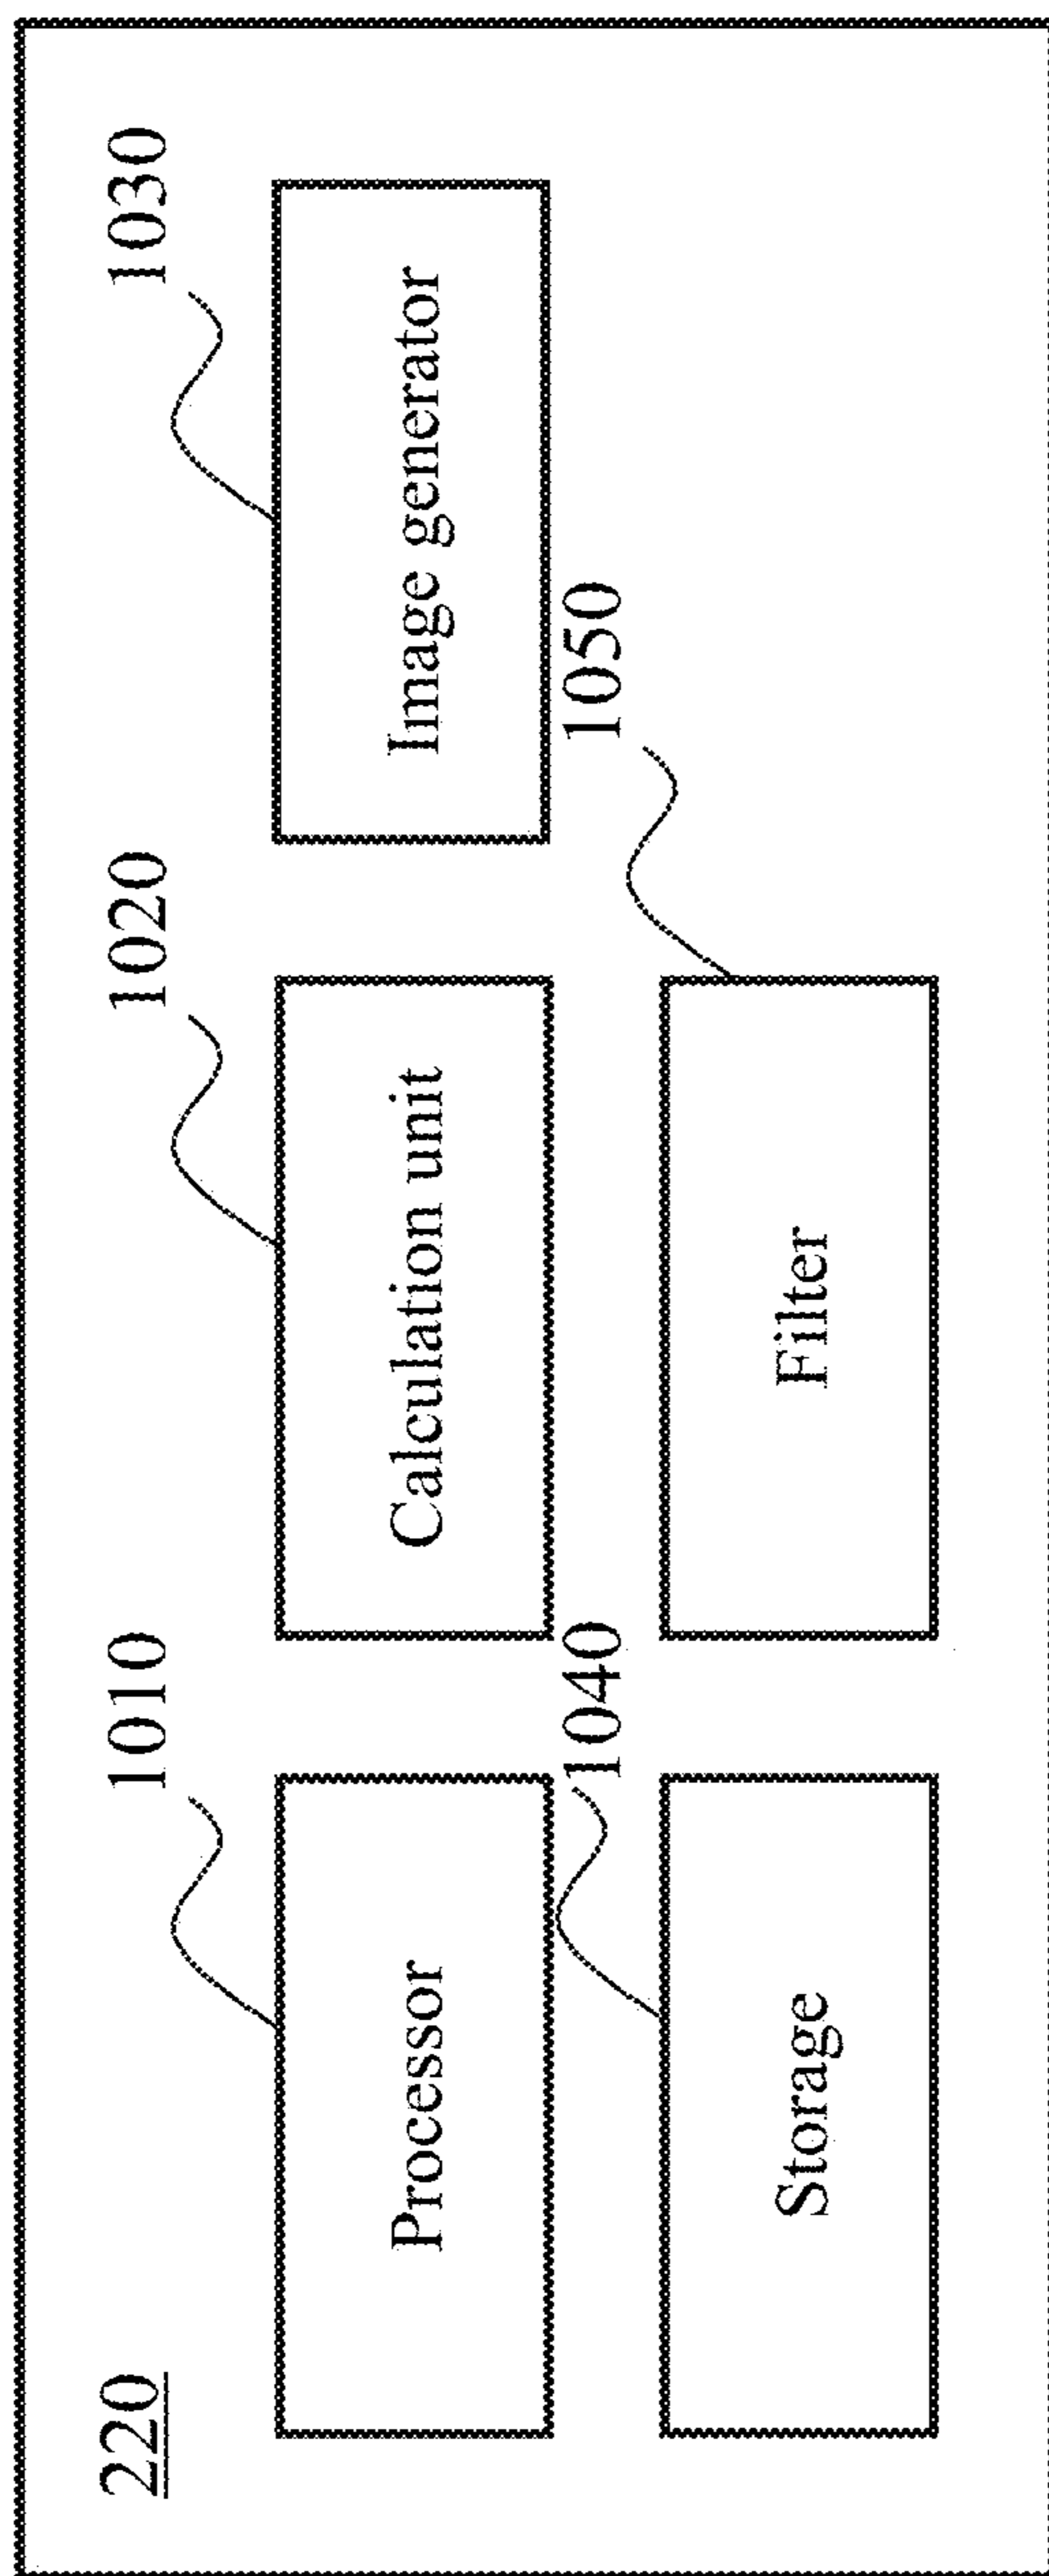 220
1010
1020
1030
Processor
Calculation unit
Image generator
1040
1050
Storage
Filter